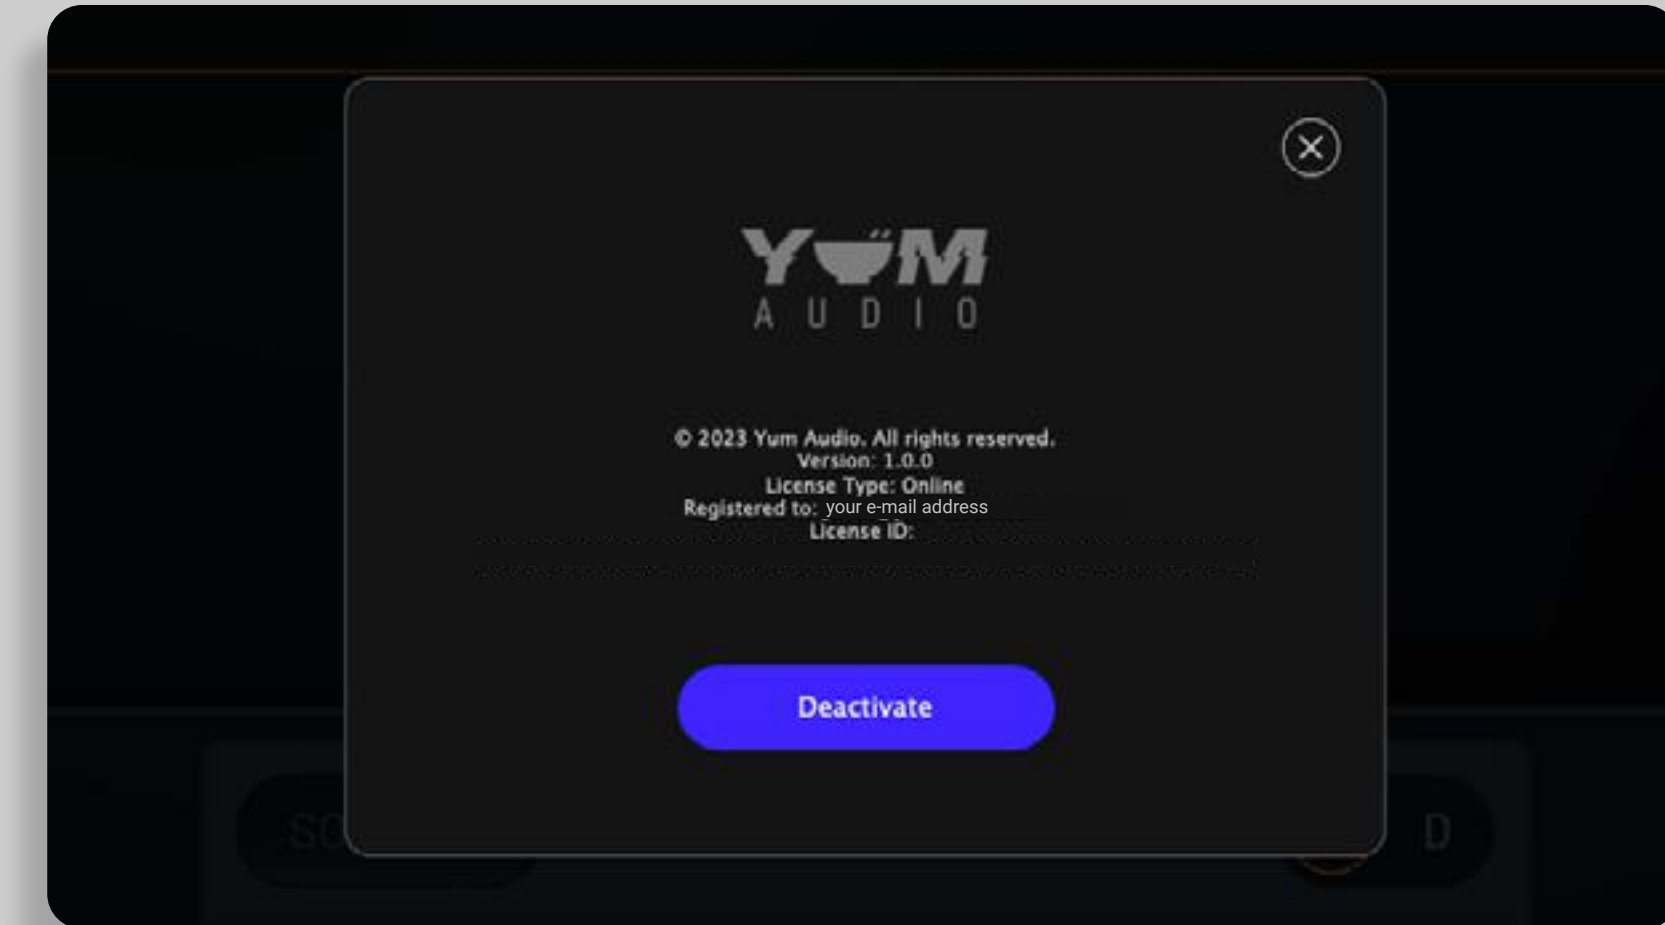 YUM
AUDIO
© 2023 Yum Audio. All rights reserved.
Version: 1.0.0
License Type: Online
Registered to: your e-mail address
License ID:
Deactivate
SO
D